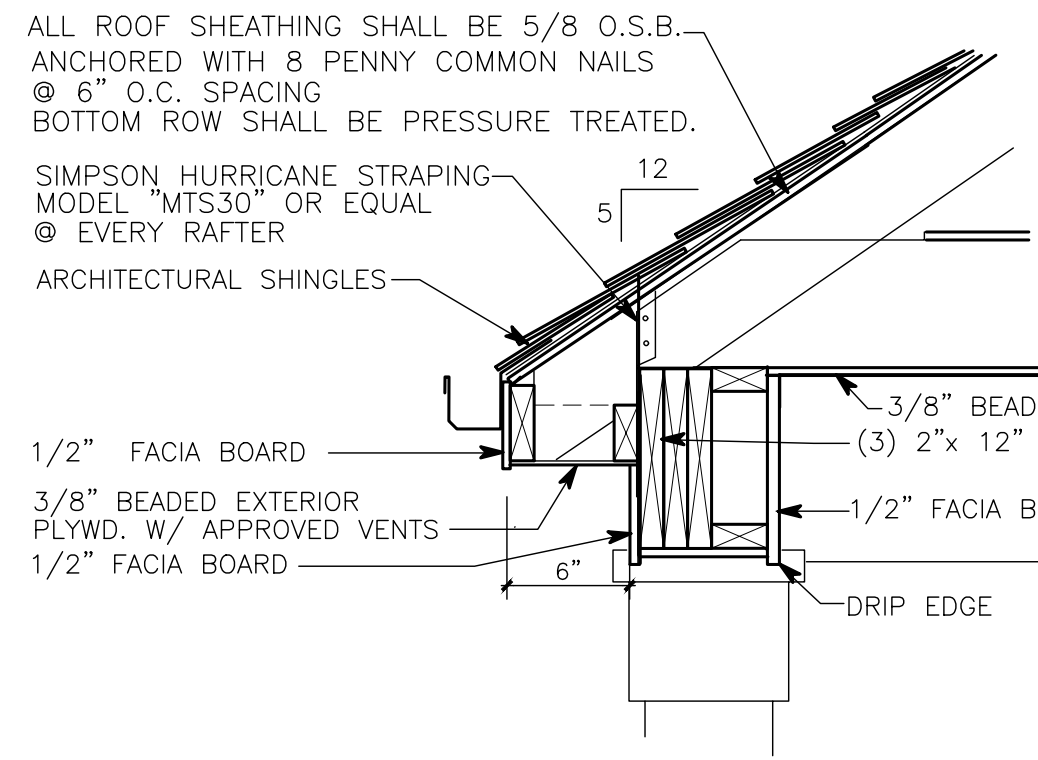 ALL ROOF SHEATHING SHALL BE 5/8 O.S.B.
ANCHORED WITH 8 PENNY COMMON NAILS
@ 6" O.C. SPACING
BOTTOM ROW SHALL BE PRESSURE TREATED.
SIMPSON HURRICANE STRAPING
MODEL "MTS30" OR EQUAL
@ EVERY RAFTER
12
5
ARCHITECTURAL SHINGLES
3/8" BEAD
(3) 2"x 12"
1/2" FACIA BOARD
3/8" BEADED EXTERIOR
PLYWD. W/ APPROVED VENTS
1/2" FACIA B
1/2" FACIA BOARD
6"
DRIP EDGE